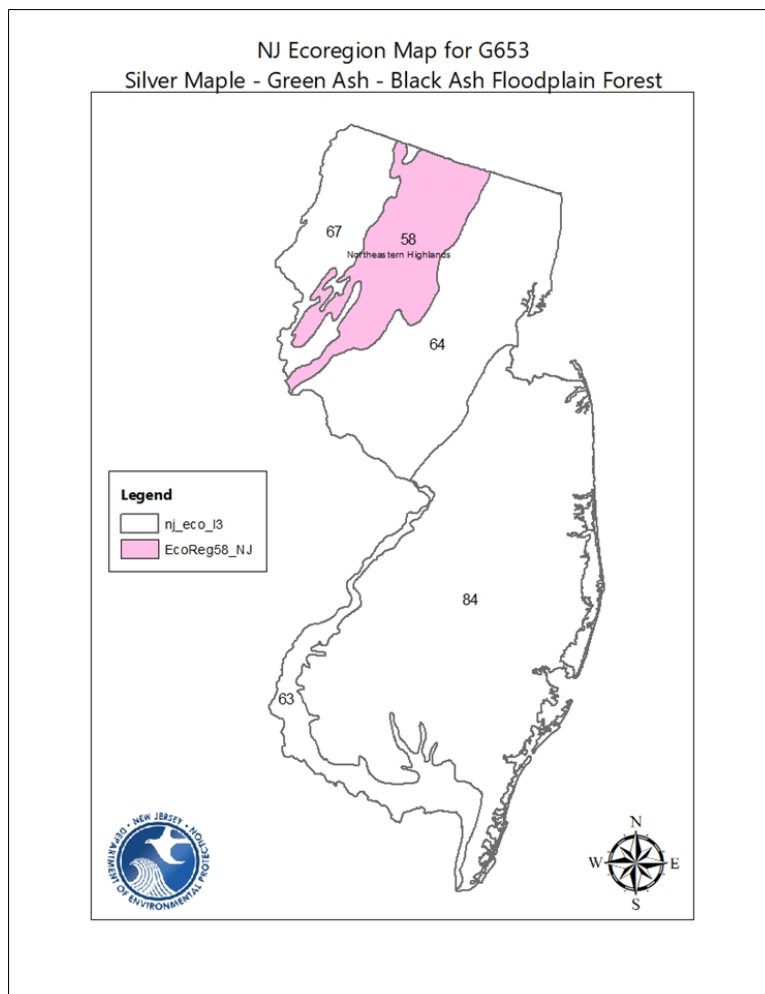 NJ Ecoregion Map for G653
Silver Maple - Green Ash - Black Ash Floodplain Forest
67
58
Northeastern Highlands
64
Legend
nj_eco_l3
EcoReg58_NJ
84
63
• NEW JERSEY •
DEPARTMENT OF ENVIRONMENTAL PROTECTION
N
W
E
S